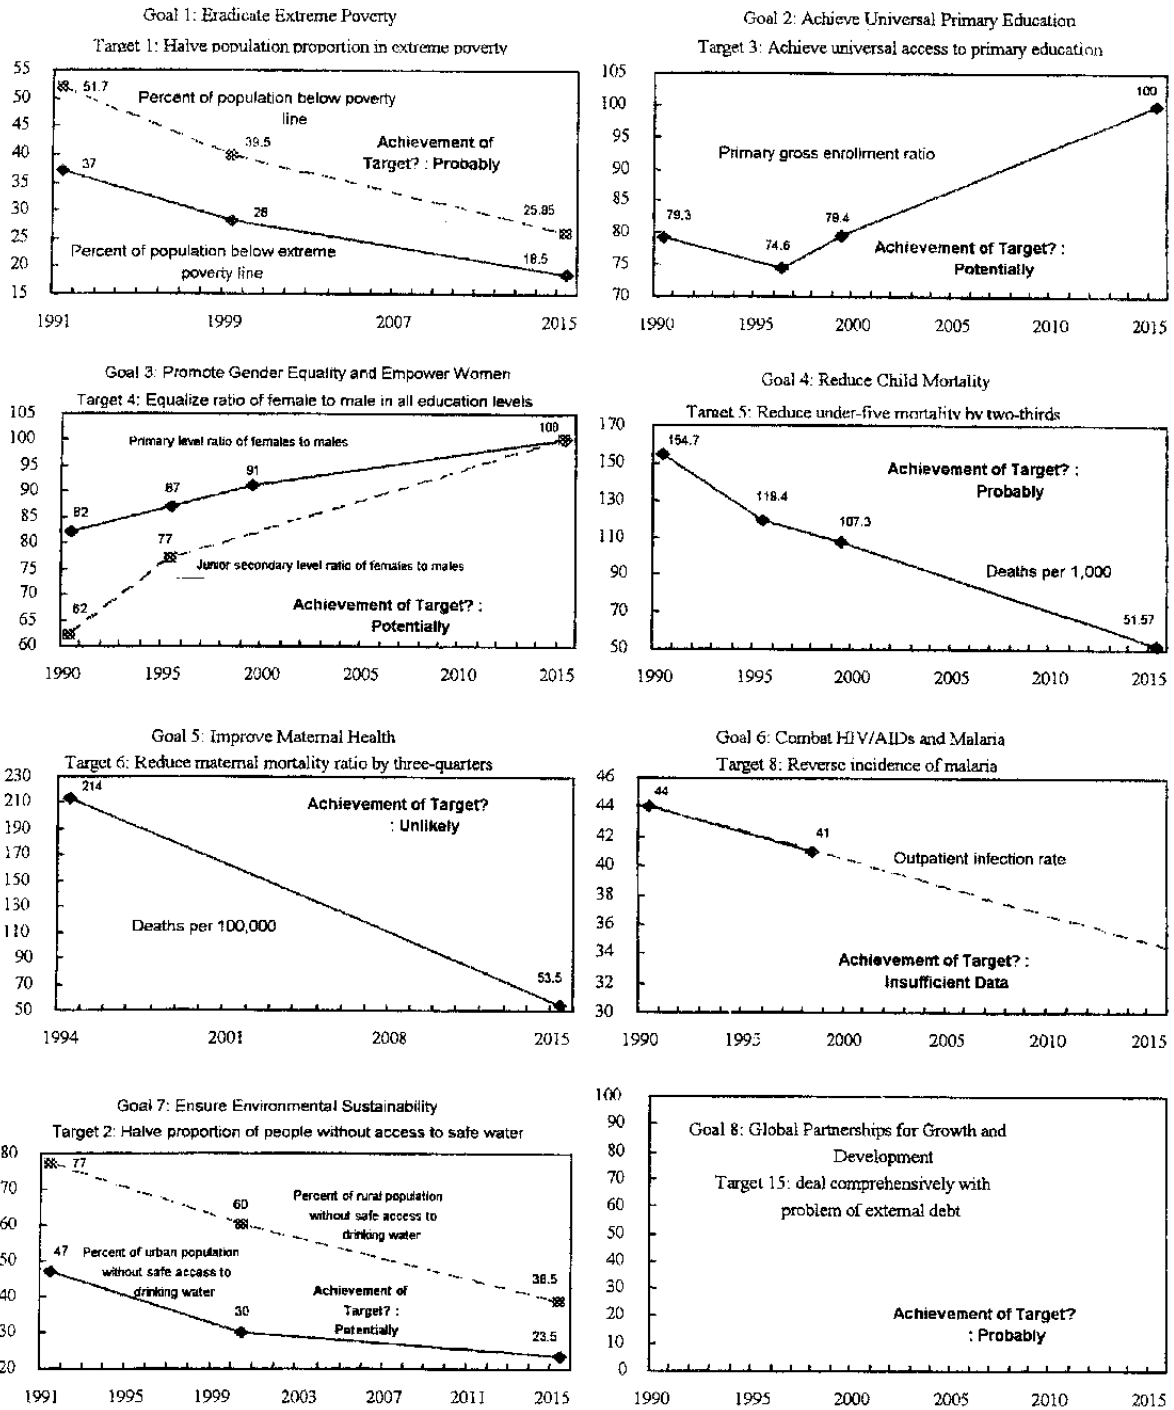 Goal 1: Eradicate Extreme Poverty
Target 1: Halve population proportion in extreme poverty
55
50
45
40
35
30
25
20
15
51.7
Percent of population below poverty
line
39.5
Achievement of
Target? : Probably
37
28
25.85
18.5
Percent of population below extreme
poverty line
1991
1999
2007
2015
Goal 2: Achieve Universal Primary Education
Target 3: Achieve universal access to primary education
105
100
95
90
85
80
75
70
100
Primary gross enrollment ratio
79.3
74.6
79.4
Achievement of Target? :
Potentially
1990
1995
2000
2005
2010
2015
Goal 3: Promote Gender Equality and Empower Women
Target 4: Equalize ratio of female to male in all education levels
105
100
95
90
85
80
75
70
65
60
100
Primary level ratio of females to males
82
87
91
77
Junior secondary level ratio of females to males
62
Achievement of Target? :
Potentially
1990
1995
2000
2005
2010
2015
Goal 4: Reduce Child Mortality
Target 5: Reduce under-five mortality by two-thirds
170
150
130
110
90
70
50
154.7
Achievement of Target? :
Probably
119.4
107.3
Deaths per 1,000
51.57
1990
1995
2000
2005
2010
2015
Goal 5: Improve Maternal Health
Target 6: Reduce maternal mortality ratio by three-quarters
230
210
190
170
150
130
110
90
70
50
214
Achievement of Target?
: Unlikely
Deaths per 100,000
53.5
1994
2001
2008
2015
Goal 6: Combat HIV/AIDs and Malaria
Target 8: Reverse incidence of malaria
46
44
42
40
38
36
34
32
30
44
41
Outpatient infection rate
Achievement of Target? :
Insufficient Data
1990
1995
2000
2005
2010
2015
Goal 7: Ensure Environmental Sustainability
Target 2: Halve proportion of people without access to safe water
80
70
60
50
40
30
20
77
60
Percent of rural population
without safe access to
drinking water
47
Percent of urban population
without safe access to
drinking water
38.5
30
Achievement of
Target? :
Potentially
23.5
1991
1995
1999
2003
2007
2011
2015
100
90
80
70
60
50
40
30
20
10
0
Goal 8: Global Partnerships for Growth and
Development
Target 15: deal comprehensively with
problem of external debt
Achievement of Target?
: Probably
1990
1995
2000
2005
2010
2015